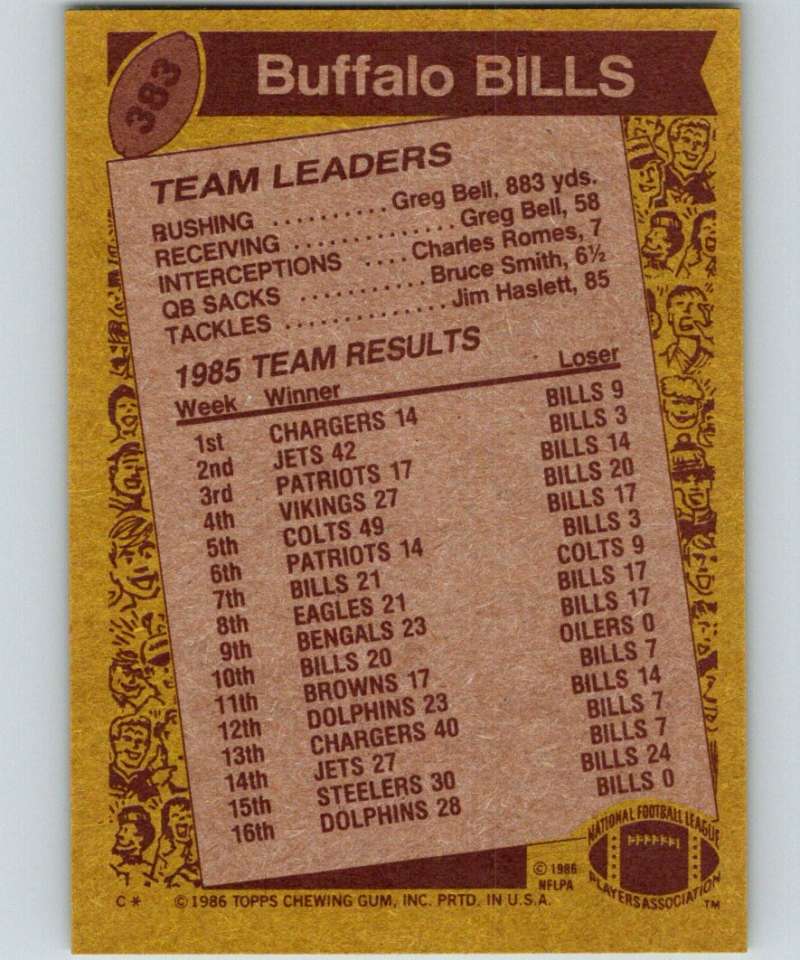 383
Buffalo BILLS
TEAM LEADERS
RUSHING .......... Greg Bell, 883 yds.
RECEIVING .............. Greg Bell, 58
INTERCEPTIONS .... Charles Romes, 7
QB SACKS .......... Bruce Smith, 6½
TACKLES .............. Jim Haslett, 85
1985 TEAM RESULTS
Week Winner Loser
1st CHARGERS 14 BILLS 9
2nd JETS 42 BILLS 3
3rd PATRIOTS 17 BILLS 14
4th VIKINGS 27 BILLS 20
5th COLTS 49 BILLS 17
6th PATRIOTS 14 BILLS 3
7th BILLS 21 COLTS 9
8th EAGLES 21 BILLS 17
9th BENGALS 23 BILLS 17
10th BILLS 20 OILERS 0
11th BROWNS 17 BILLS 7
12th DOLPHINS 23 BILLS 14
13th CHARGERS 40 BILLS 7
14th JETS 27 BILLS 7
15th STEELERS 30 BILLS 24
16th DOLPHINS 28 BILLS 0
© 1986
NFLPA
NATIONAL FOOTBALL LEAGUE
PLAYERS ASSOCIATION ™
C* © 1986 TOPPS CHEWING GUM, INC. PRTD. IN U.S.A.